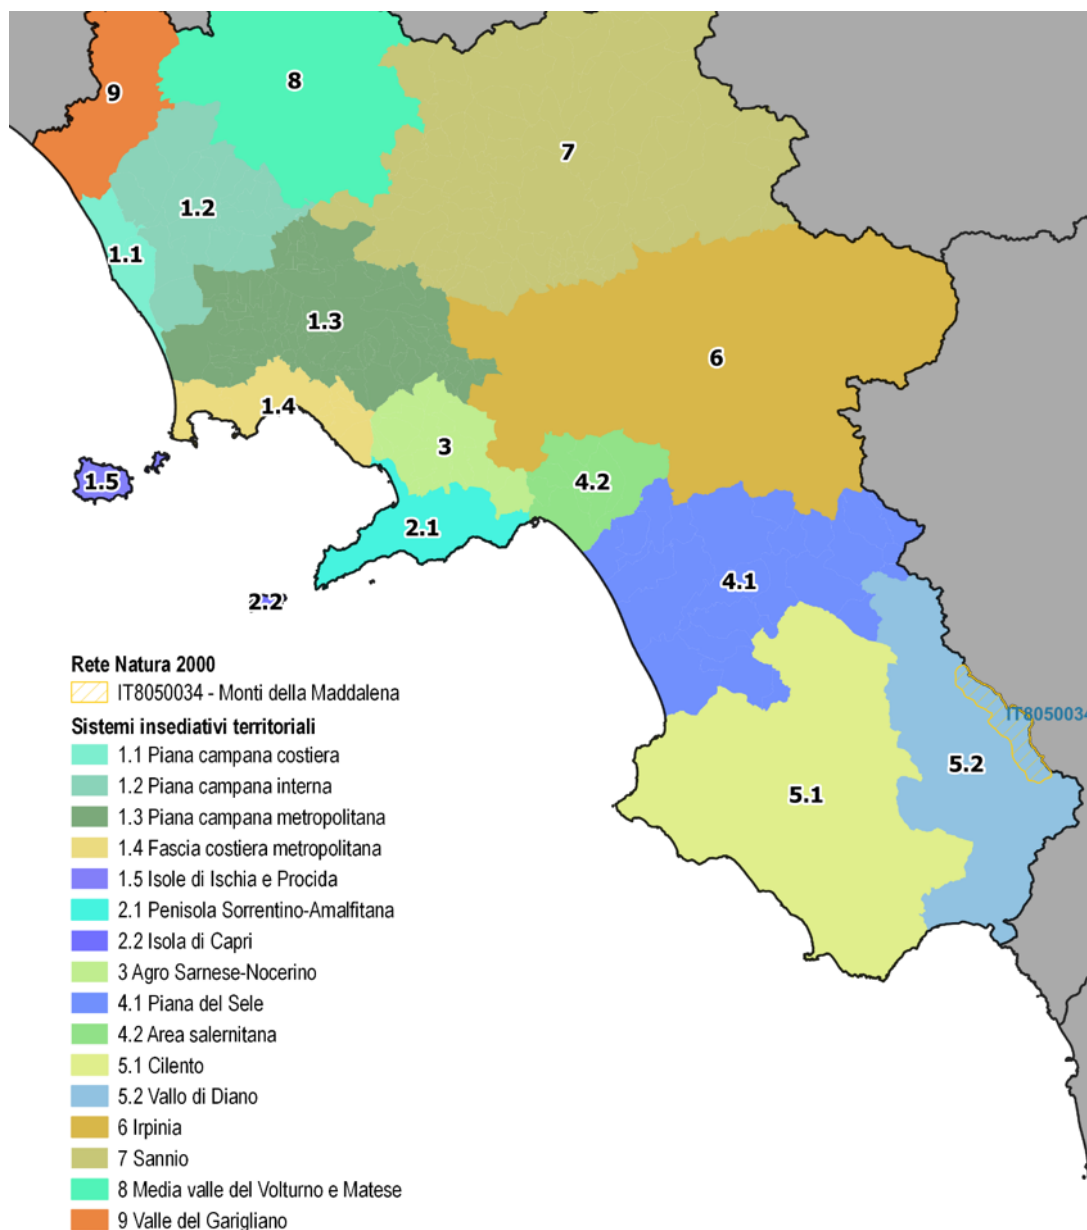 9
8
7
1.2
1.1
1.3
6
1.4
3
1.5
4.2
2.1
4.1
2.2
IT8050034
5.2
5.1
Rete Natura 2000
IT8050034 - Monti della Maddalena
Sistemi insediativi territoriali
1.1 Piana campana costiera
1.2 Piana campana interna
1.3 Piana campana metropolitana
1.4 Fascia costiera metropolitana
1.5 Isole di Ischia e Procida
2.1 Penisola Sorrentino-Amalfitana
2.2 Isola di Capri
3 Agro Sarnese-Nocerino
4.1 Piana del Sele
4.2 Area salernitana
5.1 Cilento
5.2 Vallo di Diano
6 Irpinia
7 Sannio
8 Media valle del Volturno e Matese
9 Valle del Garigliano